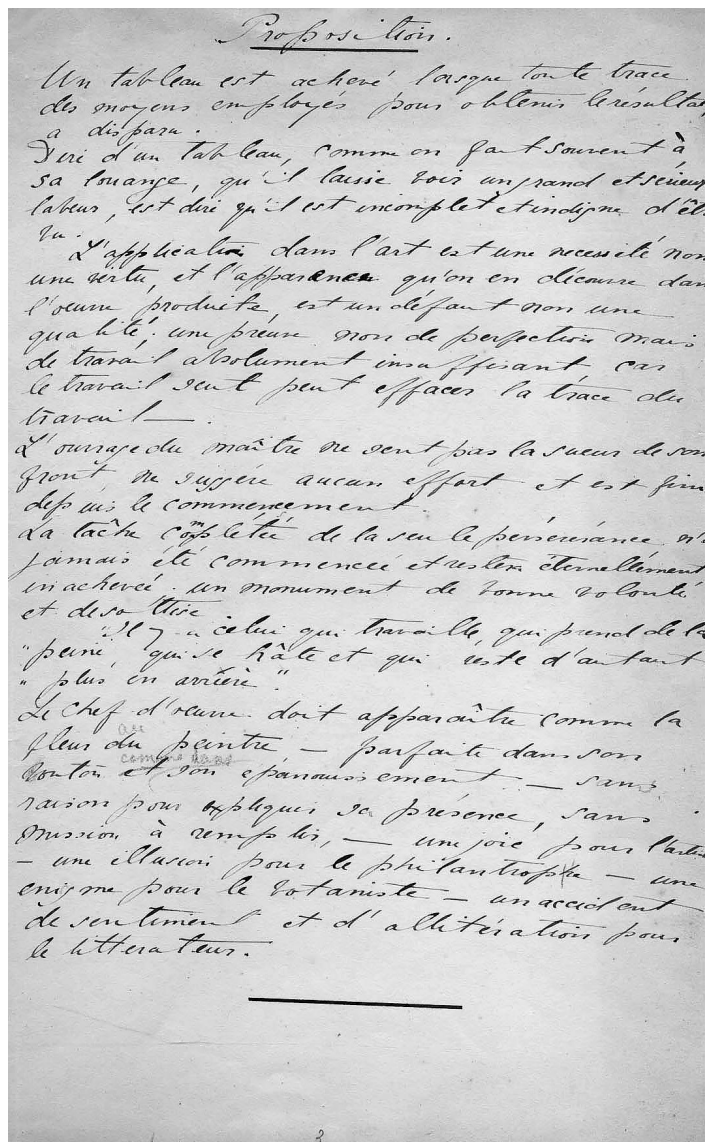 Proposition.
Un tableau est achevé lorsque toute trace
des moyens employés pour obtenir le résultat,
a disparu.
Dire d'un tableau, comme on fait souvent à
sa louange, qu'il laisse voir un grand et sérieux
labeur, est dire qu'il est incomplet et indigne d'êt
vu.
L'application dans l'art est une necessité non
une vertu, et l'apparence qu'on en découvre dan
l'oeuvre produite, est un défaut non une
qualité; une preuve non de perfection mais
de travail absolument insuffisant car
le travail seul peut effacer la trace du
travail —.
L'ouvrage du maître ne sent pas la sueur de son
front, ne suggére aucun effort et est fini
depuis le commencement.
La tâche complétée de la seule persévérance n'a
jamais été commencée et restera éternellement
inachevée. un monument de bonne volonté
et de sottise
"Il y a celui qui travaille, qui prend de la
"peine, qui se hâte et qui reste d'autant
" plus en arrière".
Le chef d'oeuvre doit apparaître comme la
au
fleur du peintre — parfaite dans son
comme dans
bouton et son épanouissement — sans
raison pour expliquer sa présence, sans
mission à remplir, — une joie pour l'artiste
— une illusion pour le philantrope — une
enigme pour le botaniste — un accident
de sentiment et d'allitération pour
le littérateur.
3